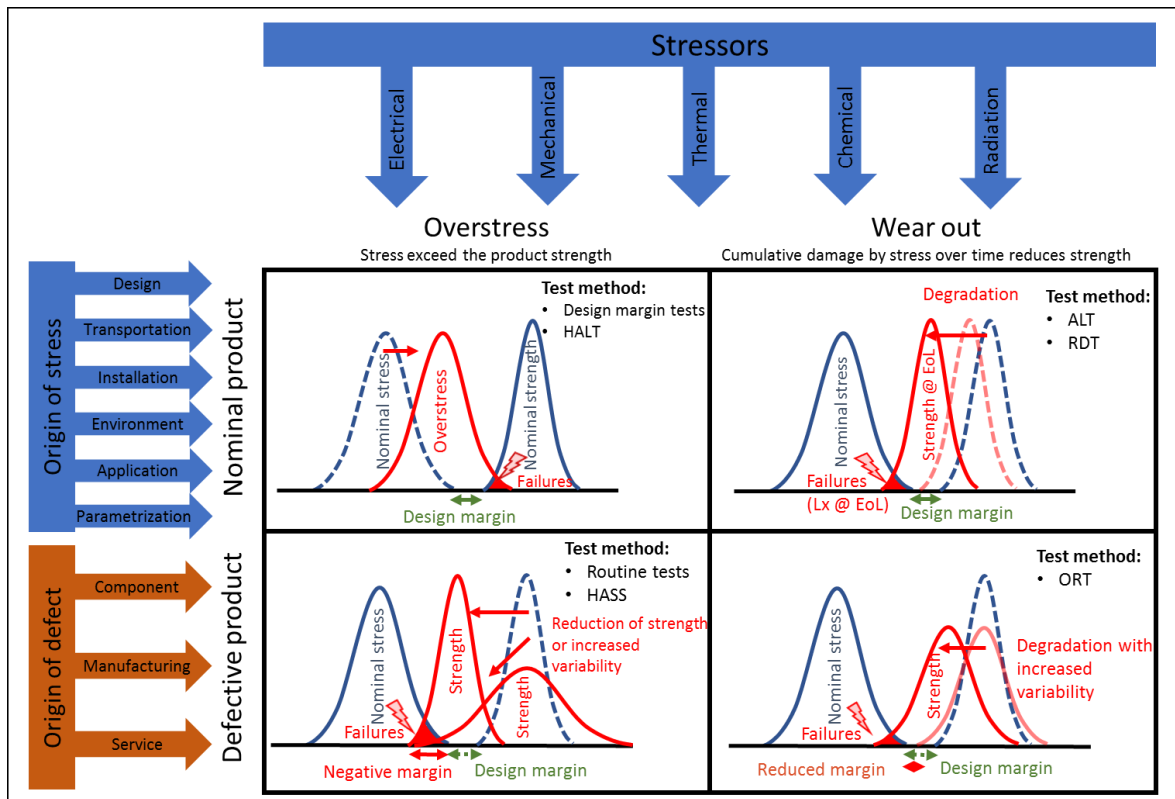 Stressors
Electrical
Mechanical
Thermal
Chemical
Radiation
Overstress
Stress exceed the product strength
Wear out
Cumulative damage by stress over time reduces strength
Origin of stress
Design
Transportation
Installation
Environment
Application
Parametrization
Nominal product
Test method:
• Design margin tests
• HALT
Nominal stress
Overstress
Nominal strength
Failures
Design margin
Degradation
Test method:
• ALT
• RDT
Nominal stress
Strength @ EoL
Failures
(Lx @ EoL)
Design margin
Origin of defect
Component
Manufacturing
Service
Defective product
Test method:
• Routine tests
• HASS
Nominal stress
Strength
Strength
Reduction of strength
or increased
variability
Failures
Negative margin
Design margin
Test method:
• ORT
Nominal stress
Strength
Degradation with
increased
variability
Failures
Reduced margin
Design margin